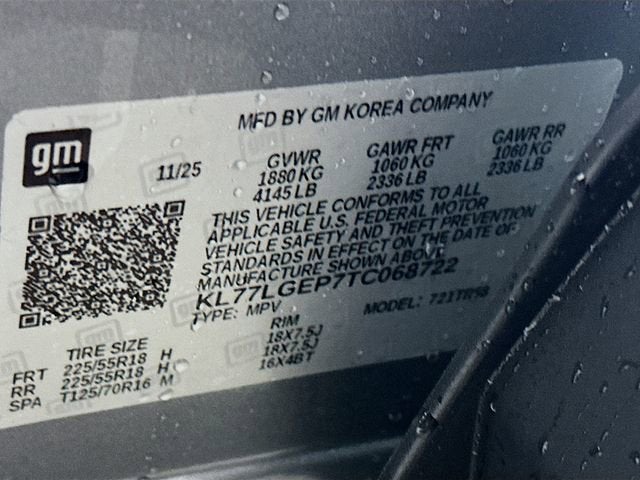 MFD BY GM KOREA COMPANY
gm
11/25
GVWR GAWR FRT GAWR RR
1880 KG 1060 KG 1060 KG
4145 LB 2336 LB 2336 LB
THIS VEHICLE CONFORMS TO ALL
APPLICABLE U.S. FEDERAL MOTOR
VEHICLE SAFETY AND THEFT PREVENTION
STANDARDS IN EFFECT ON THE DATE OF
MANUFACTURE SHOWN ABOVE
KL77LGEP7TC068722
TYPE: MPV MODEL:
TIRE SIZE RIM
FRT 225/55R18 H 18X7.5J
RR 225/55R18 H 18X7.5J
SPA T125/70R16 M 16X4BT